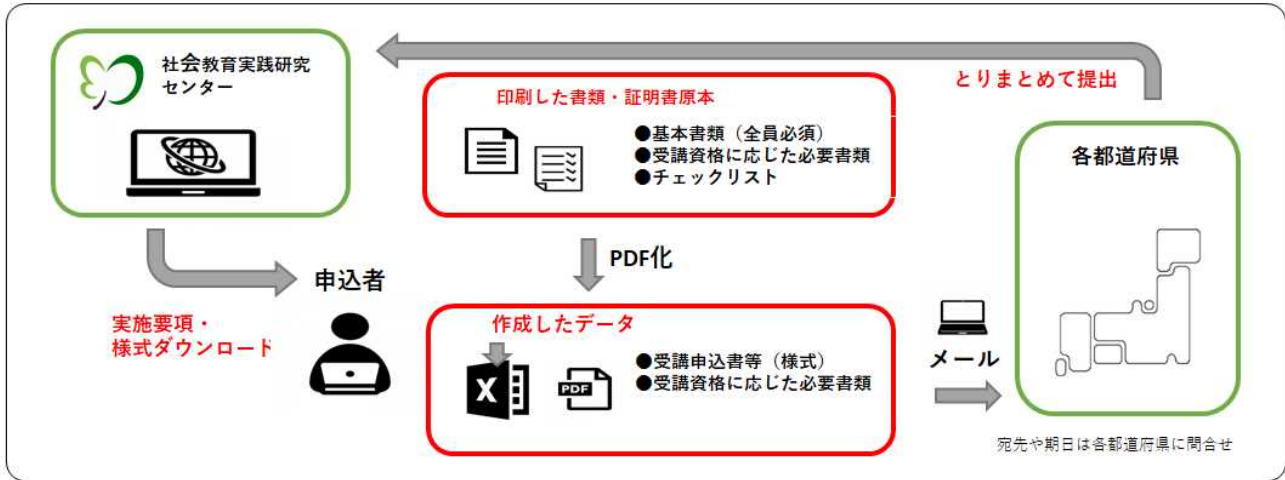 社会教育実践研究
センター
とりまとめて提出
印刷した書類・証明書原本
●基本書類（全員必須）
●受講資格に応じた必要書類
●チェックリスト
各都道府県
PDF化
申込者
実施要項・
様式ダウンロード
作成したデータ
●受講申込書等（様式）
●受講資格に応じた必要書類
X
PDF
メール
宛先や期日は各都道府県に問合せ